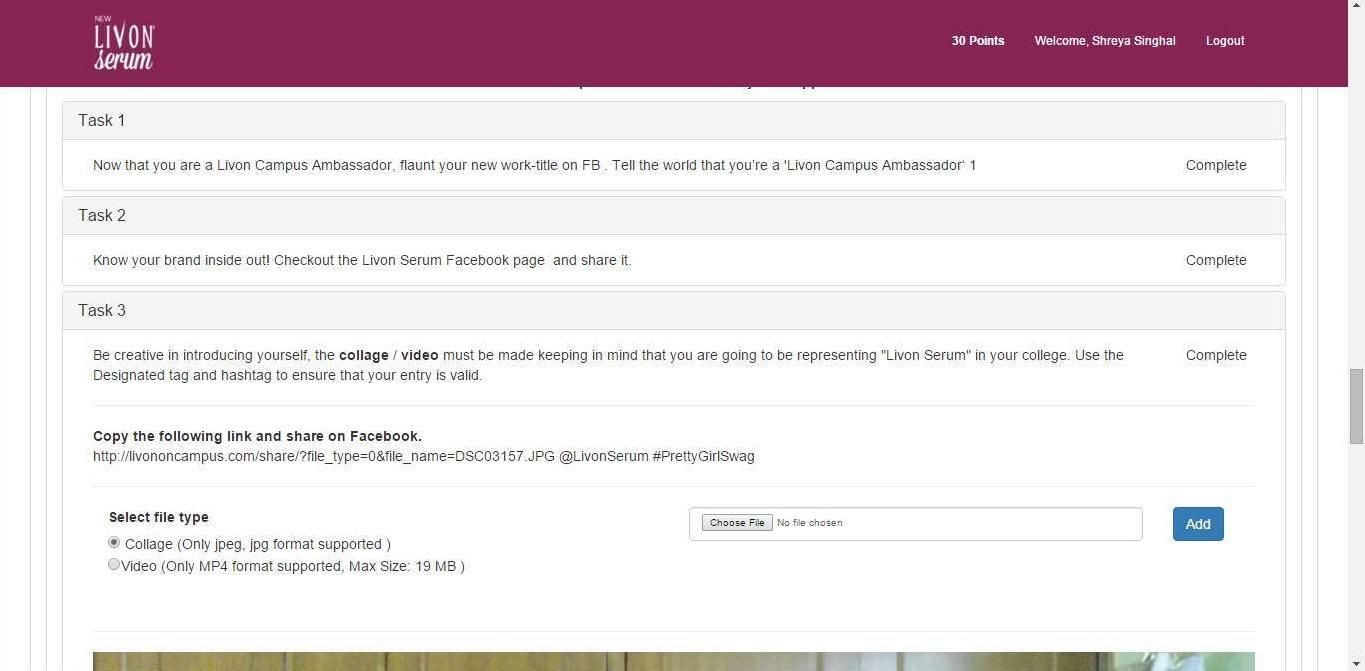 NEW
LIVON
serum
30 Points
Welcome, Shreya Singhal
Logout
Task 1
Now that you are a Livon Campus Ambassador, flaunt your new work-title on FB . Tell the world that you’re a 'Livon Campus Ambassador‘ 1
Complete
Task 2
Know your brand inside out! Checkout the Livon Serum Facebook page  and share it.
Complete
Task 3
Be creative in introducing yourself, the collage / video must be made keeping in mind that you are going to be representing "Livon Serum" in your college. Use the
Complete
Designated tag and hashtag to ensure that your entry is valid.
Copy the following link and share on Facebook.
http://livononcampus.com/share/?file_type=0&file_name=DSC03157.JPG @LivonSerum #PrettyGirlSwag
Select file type
Choose File No file chosen
Add
Collage (Only jpeg, jpg format supported )
Video (Only MP4 format supported, Max Size: 19 MB )